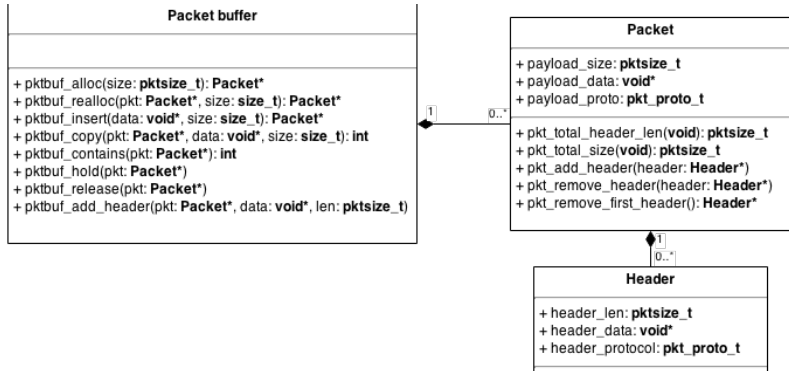 Packet buffer
+ pktbuf_alloc(size: pktsize_t): Packet*
+ pktbuf_realloc(pkt: Packet*, size: size_t): Packet*
+ pktbuf_insert(data: void*, size: size_t): Packet*
+ pktbuf_copy(pkt: Packet*, data: void*, size: size_t): int
+ pktbuf_contains(pkt: Packet*): int
+ pktbuf_hold(pkt: Packet*)
+ pktbuf_release(pkt: Packet*)
+ pktbuf_add_header(pkt: Packet*, data: void*, len: pktsize_t)
1
0..*
Packet
+ payload_size: pktsize_t
+ payload_data: void*
+ payload_proto: pkt_proto_t
+ pkt_total_header_len(void): pktsize_t
+ pkt_total_size(void): pktsize_t
+ pkt_add_header(header: Header*)
+ pkt_remove_header(header: Header*)
+ pkt_remove_first_header(): Header*
1
0..*
Header
+ header_len: pktsize_t
+ header_data: void*
+ header_protocol: pkt_proto_t